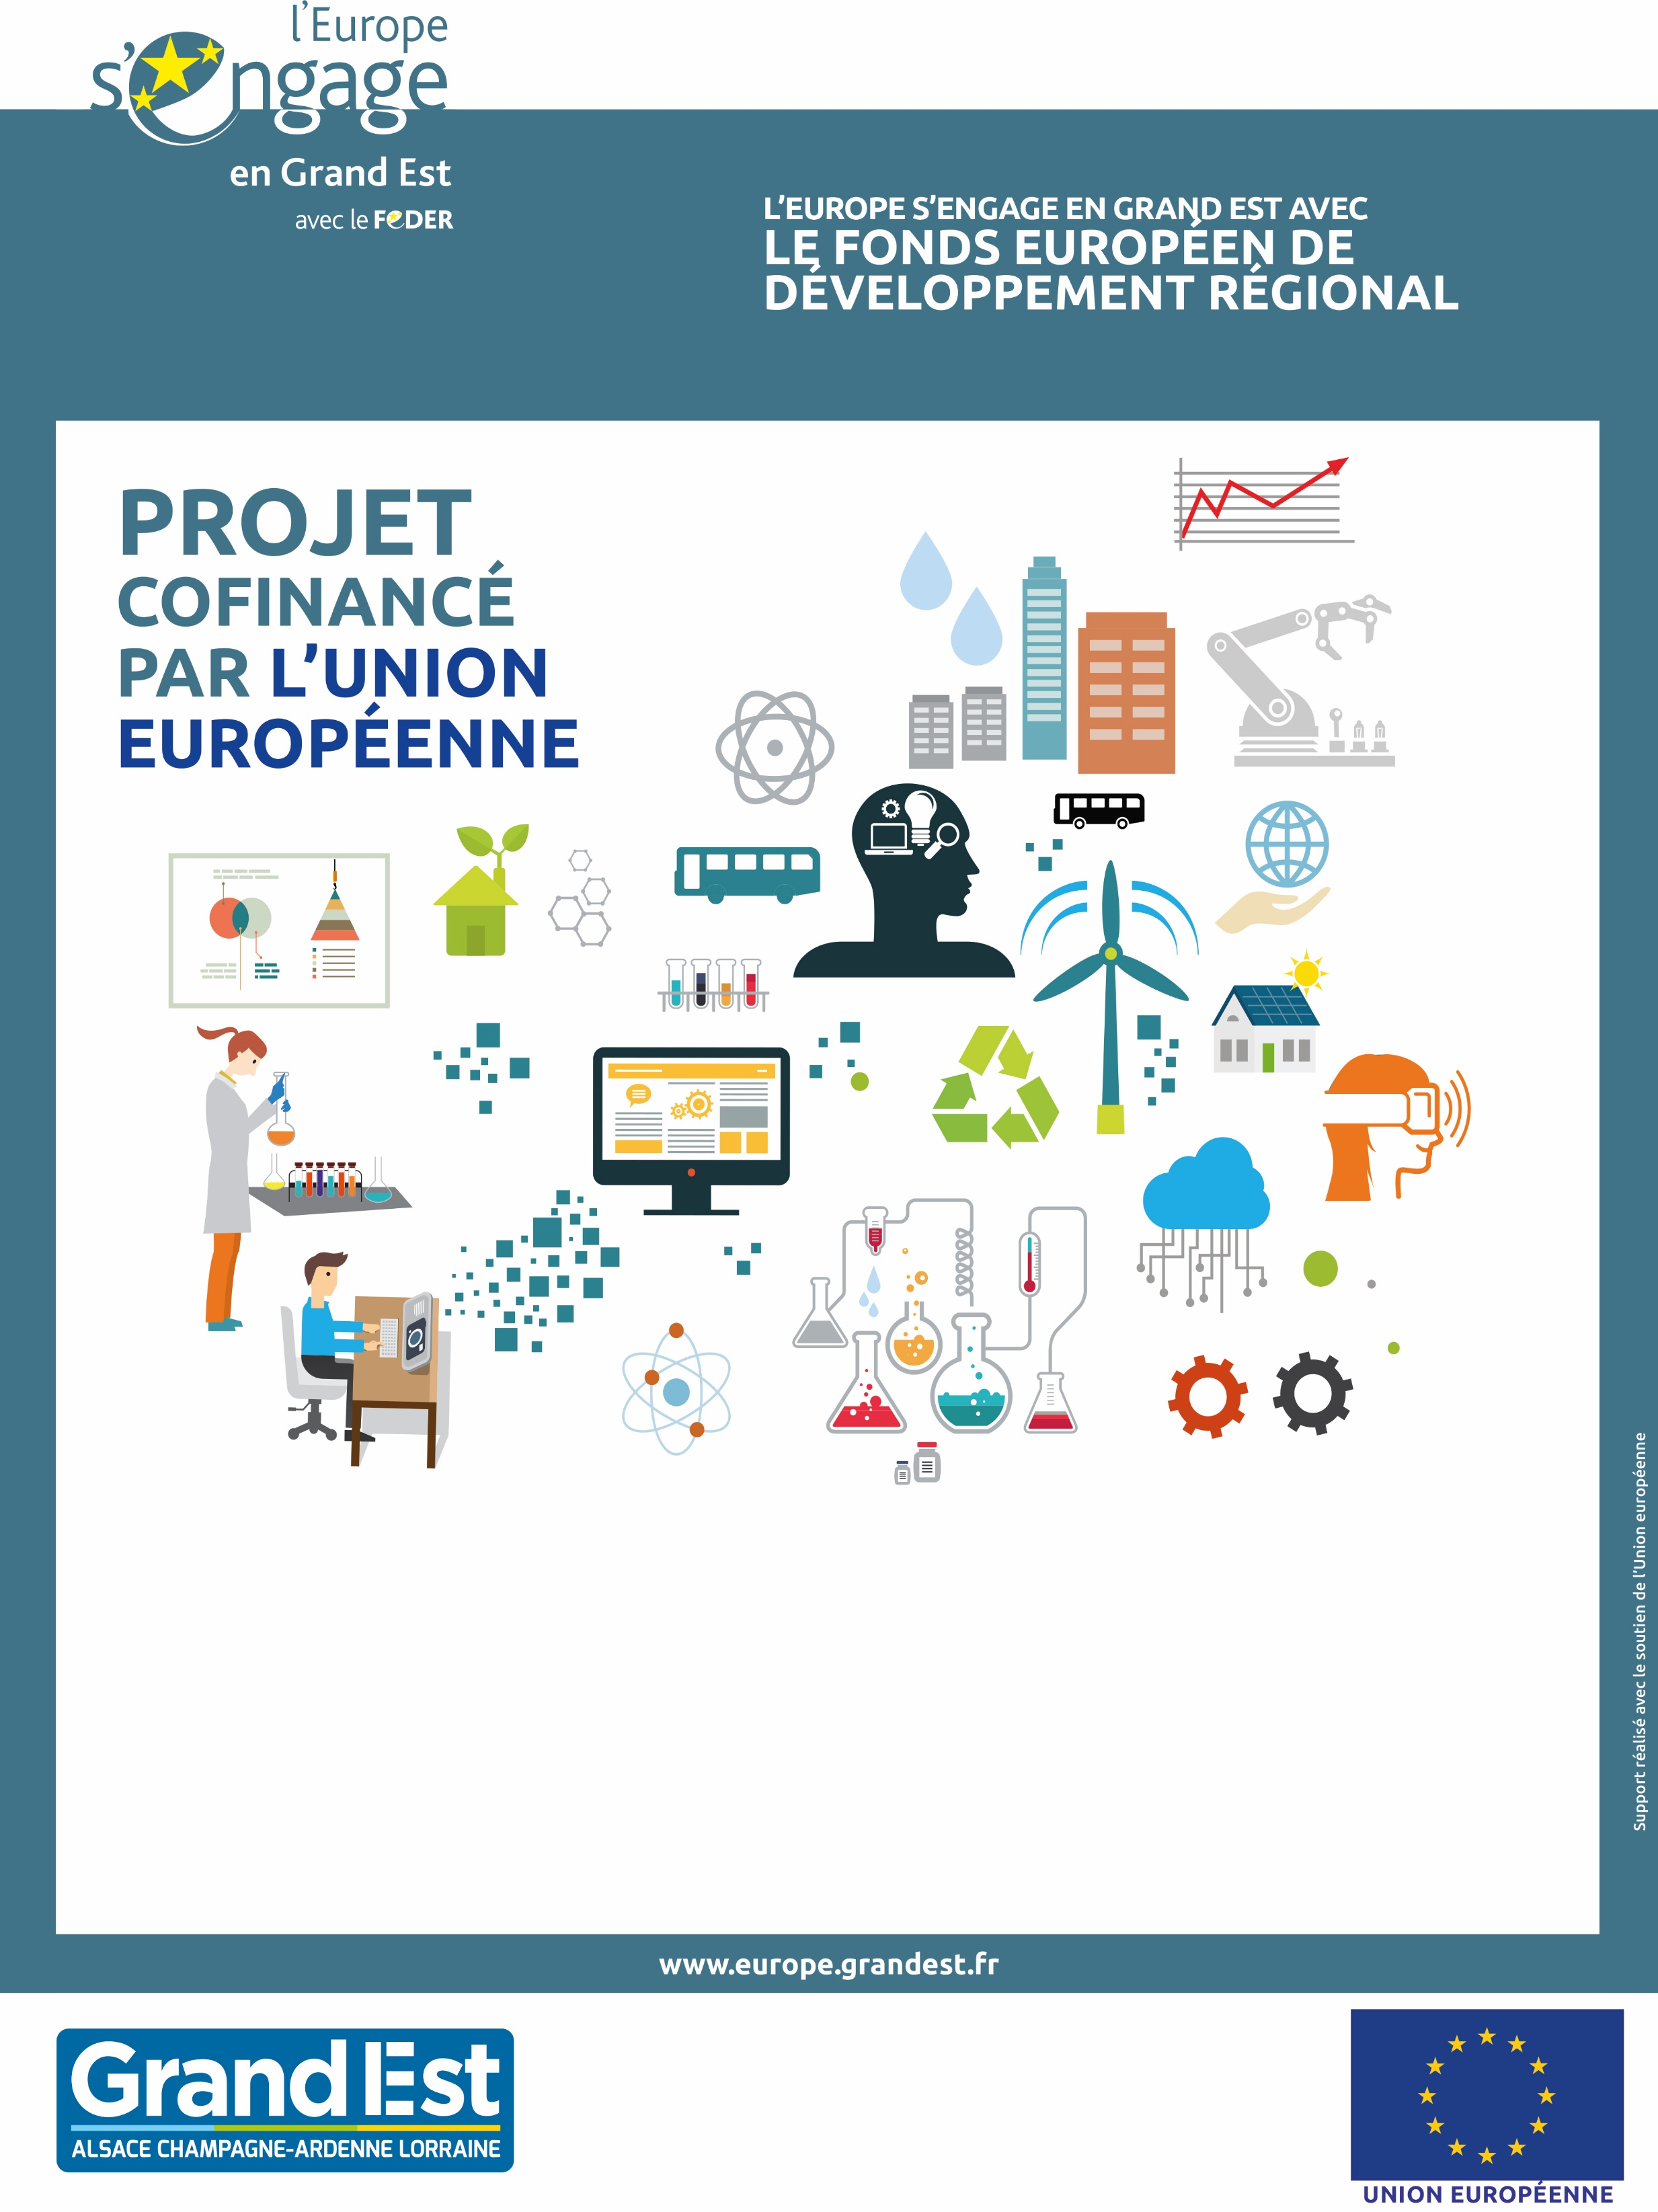 l'Europe
s'engage
en Grand Est
avec le FeDER
L'EUROPE S'ENGAGE EN GRAND EST AVEC
LE FONDS EUROPÉEN DE
DÉVELOPPEMENT RÉGIONAL
PROJET
COFINANCÉ
PAR L'UNION
EUROPÉENNE
Support réalisé avec le soutien de l'Union européenne
www.europe.grandest.fr
Grand Est
ALSACE CHAMPAGNE-ARDENNE LORRAINE
UNION EUROPÉENNE